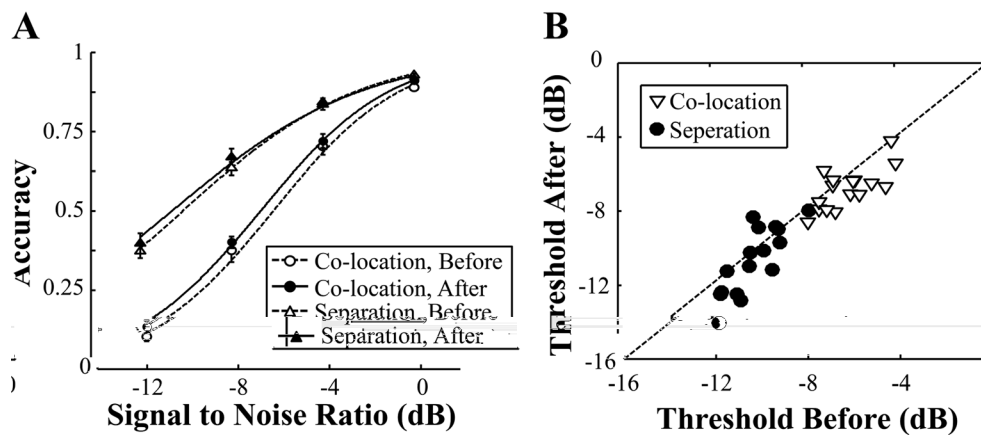 A
1
0.75
0.5
0.25
0
Accuracy
Co-location, Before
Co-location, After
Separation, Before
Separation, After
-12
-8
-4
0
Signal to Noise Ratio (dB)
B
0
-4
-8
-12
-16
Threshold After (dB)
Co-location
Seperation
-16
-12
-8
-4
Threshold Before (dB)